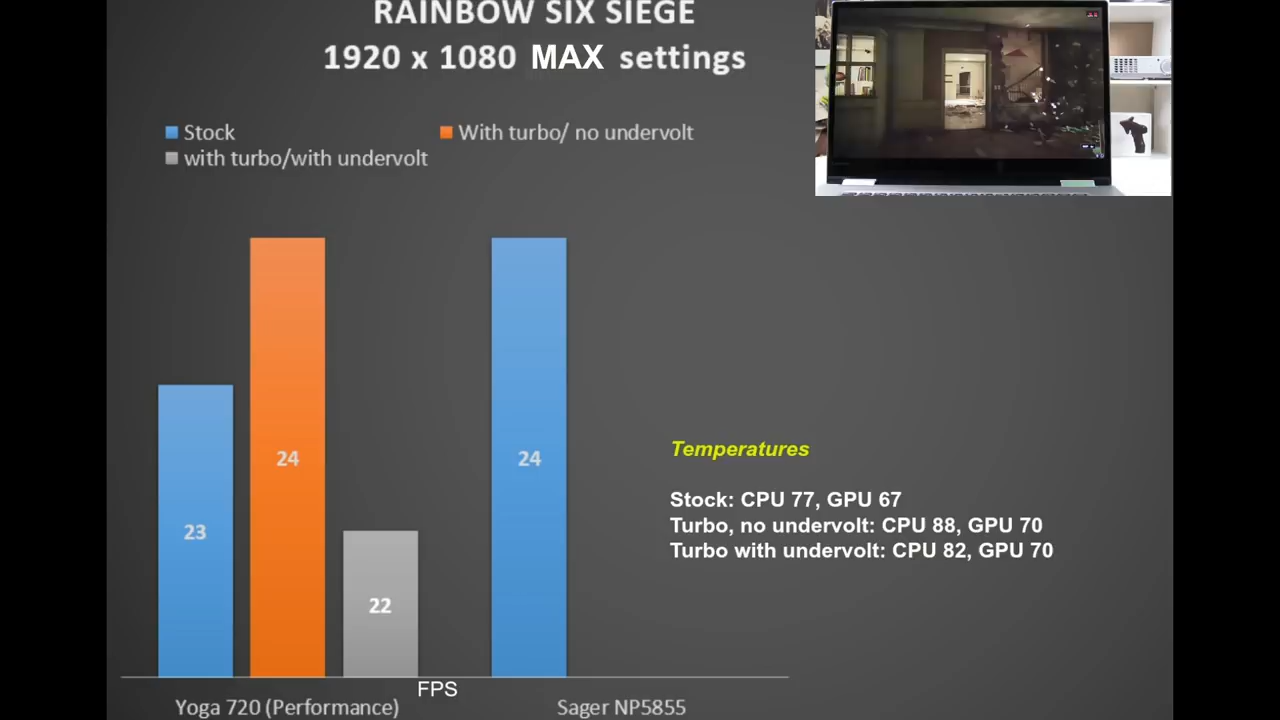 RAINBOW SIX SIEGE
1920 x 1080 MAX settings
Stock
With turbo/ no undervolt
with turbo/with undervolt
23
24
22
24
Temperatures
Stock: CPU 77, GPU 67
Turbo, no undervolt: CPU 88, GPU 70
Turbo with undervolt: CPU 82, GPU 70
FPS
Yoga 720 (Performance)
Sager NP5855